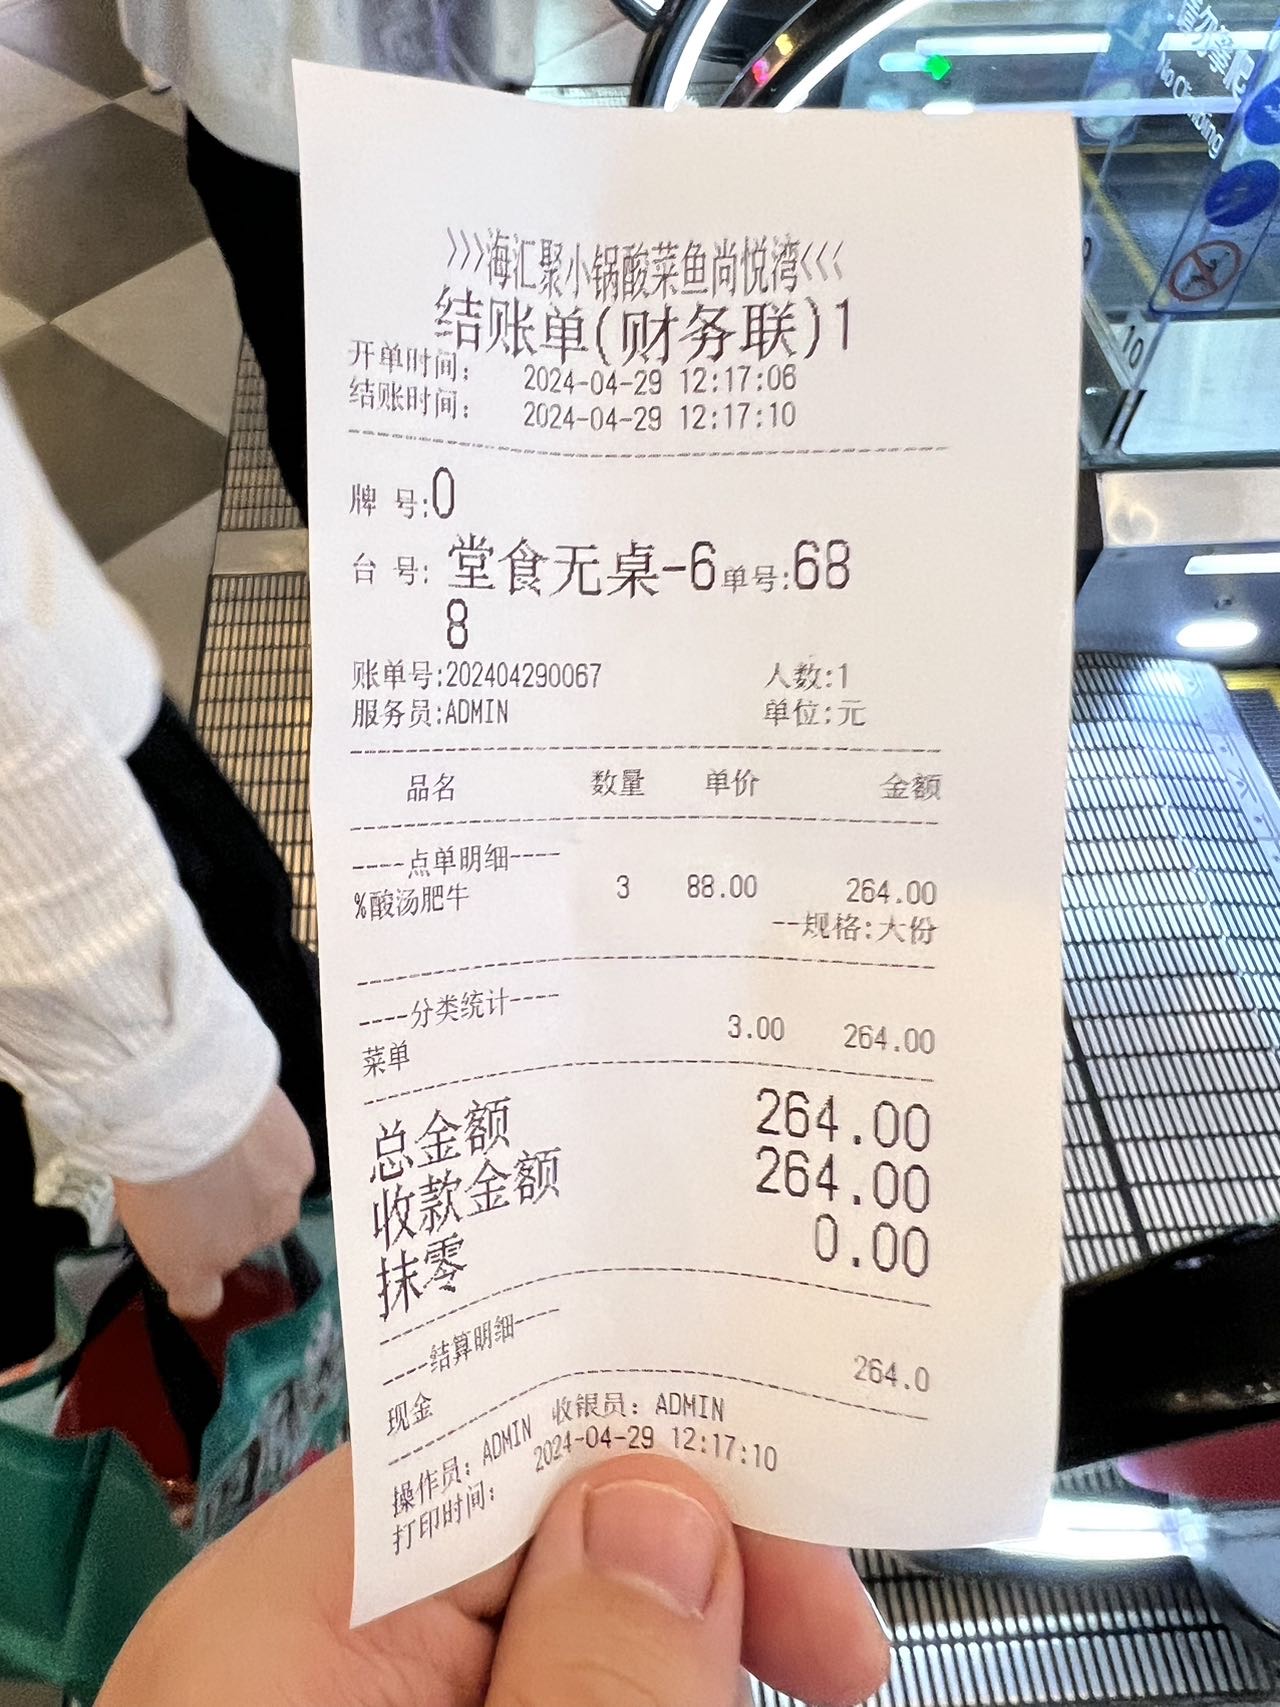 >>>海汇聚小锅酸菜鱼尚悦湾<<<
结账单(财务联)1
开单时间: 2024-04-29 12:17:06
结账时间: 2024-04-29 12:17:10
牌 号:0
台 号: 堂食无桌-6单号:68
8
账单号:202404290067 人数:1
服务员:ADMIN 单位:元
品名 数量 单价 金额
----点单明细----
%酸汤肥牛 3 88.00 264.00
--规格:大份
----分类统计----
菜单 3.00 264.00
总金额 264.00
收款金额 264.00
抹零 0.00
----结算明细----
现金 264.0
操作员: ADMIN 收银员: ADMIN
打印时间: 2024-04-29 12:17:10
No Climbing
10